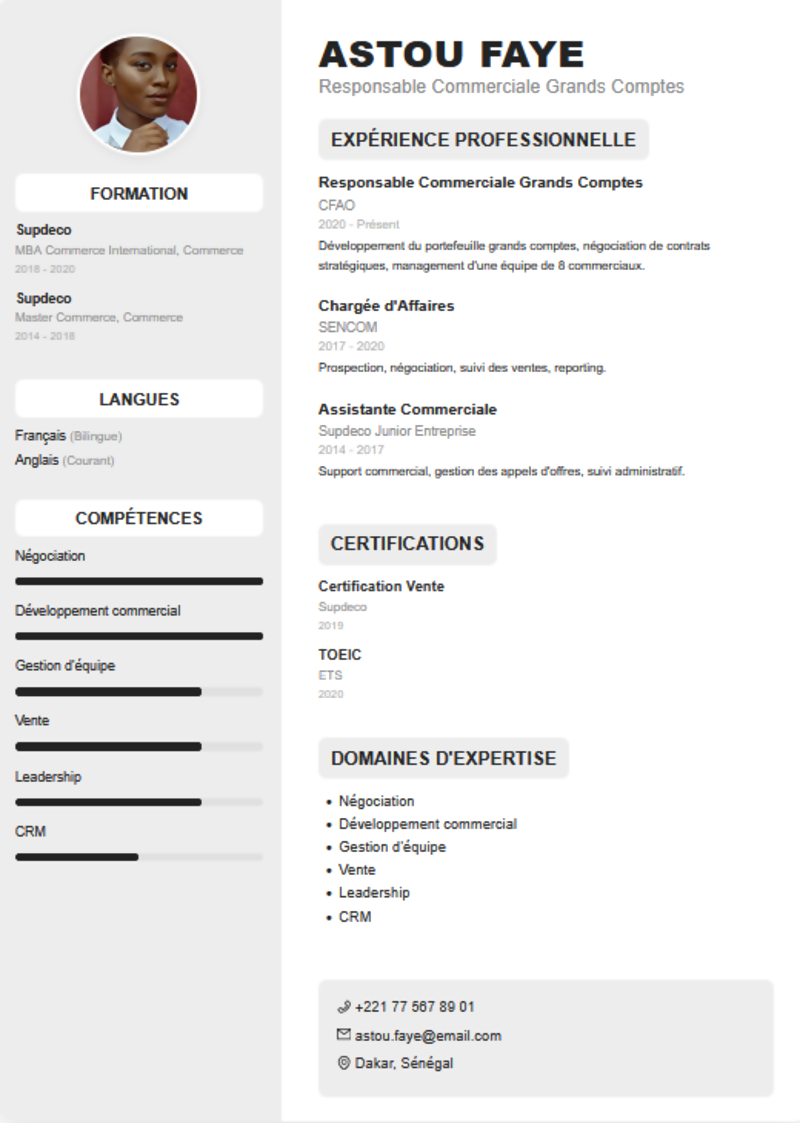 FORMATION
Supdeco
MBA Commerce International, Commerce
2018 - 2020
Supdeco
Master Commerce, Commerce
2014 - 2018
LANGUES
Français (Bilingue)
Anglais (Courant)
COMPÉTENCES
Négociation
Développement commercial
Gestion d'équipe
Vente
Leadership
CRM
ASTOU FAYE
Responsable Commerciale Grands Comptes
EXPÉRIENCE PROFESSIONNELLE
Responsable Commerciale Grands Comptes
CFAO
2020 - Présent
Développement du portefeuille grands comptes, négociation de contrats
stratégiques, management d'une équipe de 8 commerciaux.
Chargée d'Affaires
SENCOM
2017 - 2020
Prospection, négociation, suivi des ventes, reporting.
Assistante Commerciale
Supdeco Junior Entreprise
2014 - 2017
Support commercial, gestion des appels d'offres, suivi administratif.
CERTIFICATIONS
Certification Vente
Supdeco
2019
TOEIC
ETS
2020
DOMAINES D'EXPERTISE
• Négociation
• Développement commercial
• Gestion d'équipe
• Vente
• Leadership
• CRM
+221 77 567 89 01
astou.faye@email.com
Dakar, Sénégal